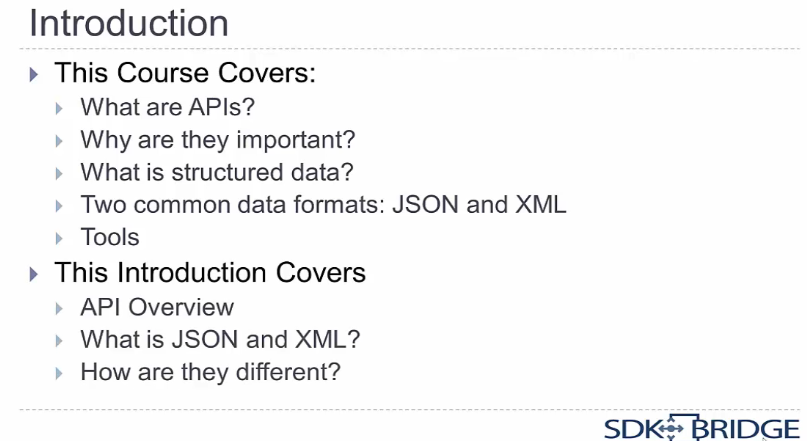 Introduction
This Course Covers:
What are APIs?
Why are they important?
What is structured data?
Two common data formats: JSON and XML
Tools
This Introduction Covers
API Overview
What is JSON and XML?
How are they different?
SDK BRIDGE